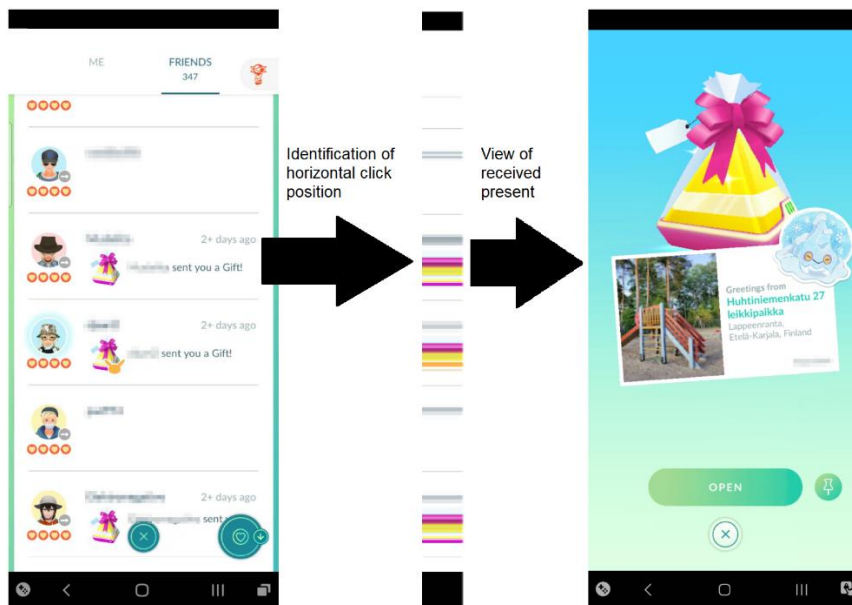 ME
FRIENDS
347
2+ days ago
sent you a Gift!
2+ days ago
sent you a Gift!
2+ days ago
sent
Identification of
horizontal click
position
View of
received
present
Greetings from
Huhtiniemenkatu 27
leikkipaikka
Lappeenranta,
Etelä-Karjala, Finland
OPEN